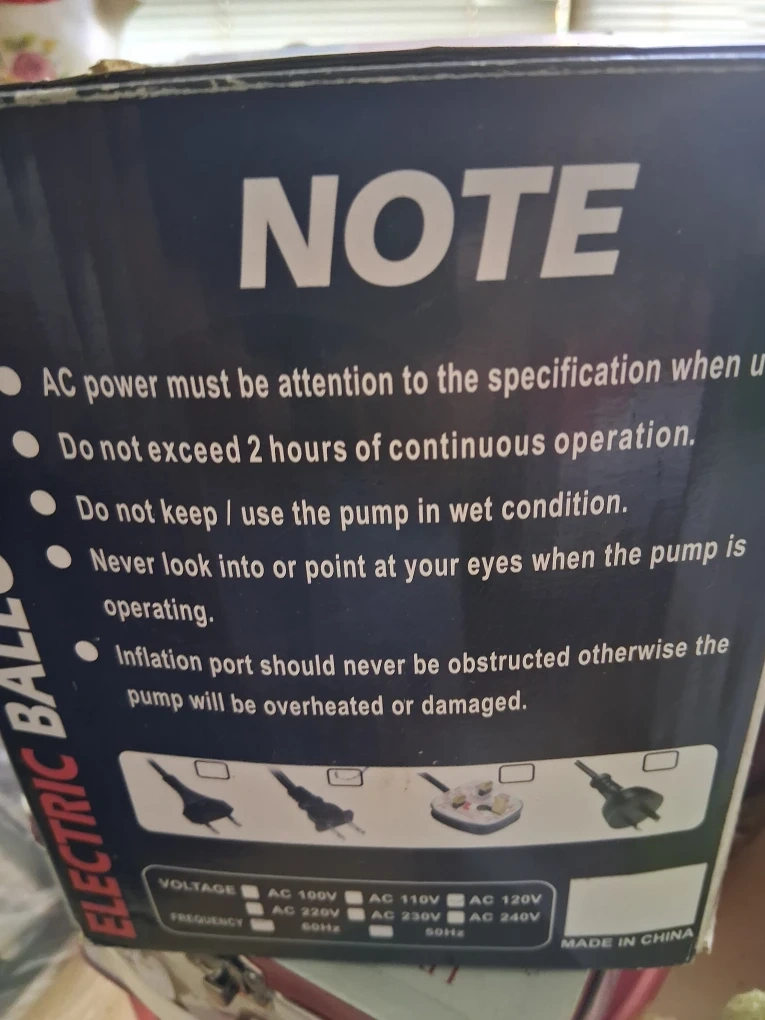 NOTE
AC power must be attention to the specification when u
Do not exceed 2 hours of continuous operation.
Do not keep / use the pump in wet condition.
Never look into or point at your eyes when the pump is
operating.
Inflation port should never be obstructed otherwise the
pump will be overheated or damaged.
ELECTRIC BALLO
VOLTAGE AC 100V AC 110V AC 120V
AC 220V AC 230V AC 240V
FREQUENCY 60Hz 50Hz
MADE IN CHINA